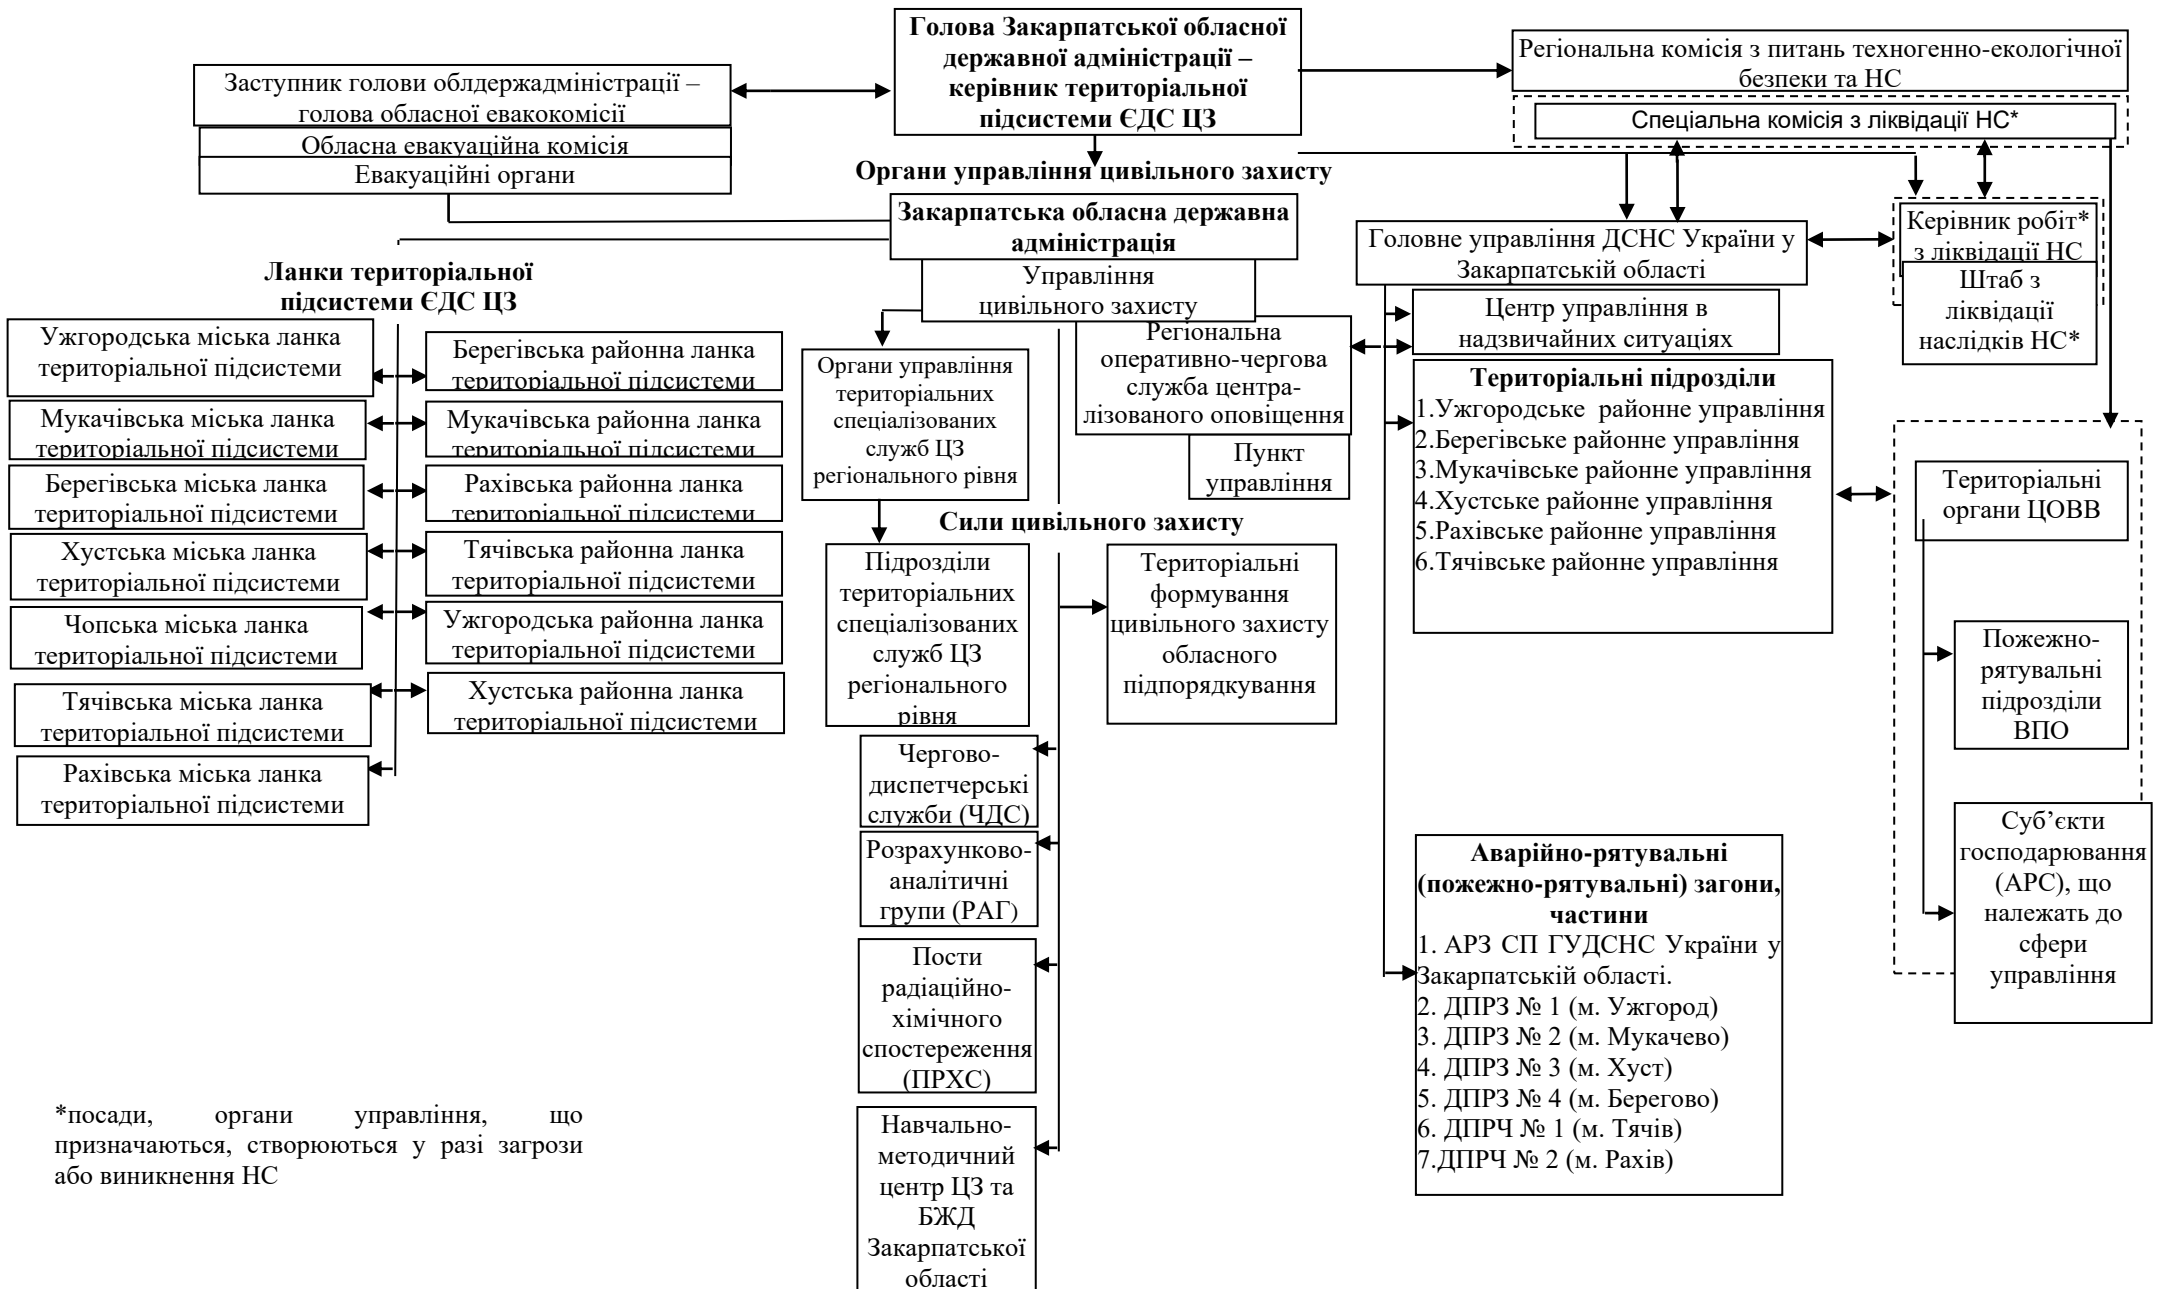 Голова Закарпатської обласної
державної адміністрації –
керівник територіальної
підсистеми ЄДС ЦЗ
Заступник голови облдержадміністрації –
голова обласної евакокомісії
Обласна евакуаційна комісія
Евакуаційні органи
Регіональна комісія з питань техногенно-екологічної
безпеки та НС
Спеціальна комісія з ліквідації НС*
Органи управління цивільного захисту
Закарпатська обласна державна
адміністрація
Управління
цивільного захисту
Головне управління ДСНС України у
Закарпатській області
Керівник робіт*
з ліквідації НС
Штаб з
ліквідації
наслідків НС*
Ланки територіальної
підсистеми ЄДС ЦЗ
Ужгородська міська ланка
територіальної підсистеми
Мукачівська міська ланка
територіальної підсистеми
Берегівська міська ланка
територіальної підсистеми
Хустська міська ланка
територіальної підсистеми
Чопська міська ланка
територіальної підсистеми
Тячівська міська ланка
територіальної підсистеми
Рахівська міська ланка
територіальної підсистеми
Берегівська районна ланка
територіальної підсистеми
Мукачівська районна ланка
територіальної підсистеми
Рахівська районна ланка
територіальної підсистеми
Тячівська районна ланка
територіальної підсистеми
Ужгородська районна ланка
територіальної підсистеми
Хустська районна ланка
територіальної підсистеми
Органи управління
територіальних
спеціалізованих
служб ЦЗ
регіонального рівня
Регіональна
оперативно-чергова
служба центра-
лізованого оповіщення
Пункт
управління
Центр управління в
надзвичайних ситуаціях
Територіальні підрозділи
1.Ужгородське районне управління
2.Берегівське районне управління
3.Мукачівське районне управління
4.Хустське районне управління
5.Рахівське районне управління
6.Тячівське районне управління
Територіальні
органи ЦОВВ
Пожежно-
рятувальні
підрозділи
ВПО
Суб’єкти
господарювання
(АРС), що
належать до
сфери
управління
Сили цивільного захисту
Підрозділи
територіальних
спеціалізованих
служб ЦЗ
регіонального
рівня
Територіальні
формування
цивільного захисту
обласного
підпорядкування
Чергово-
диспетчерські
служби (ЧДС)
Розрахунково-
аналітичні
групи (РАГ)
Пости
радіаційно-
хімічного
спостереження
(ПРХС)
Навчально-
методичний
центр ЦЗ та
БЖД
Закарпатської
області
Аварійно-рятувальні
(пожежно-рятувальні) загони,
частини
1. АРЗ СП ГУДСНС України у
Закарпатській області.
2. ДПРЗ № 1 (м. Ужгород)
3. ДПРЗ № 2 (м. Мукачево)
4. ДПРЗ № 3 (м. Хуст)
5. ДПРЗ № 4 (м. Берегово)
6. ДПРЧ № 1 (м. Тячів)
7.ДПРЧ № 2 (м. Рахів)
*посади, органи управління, що
призначаються, створюються у разі загрози
або виникнення НС